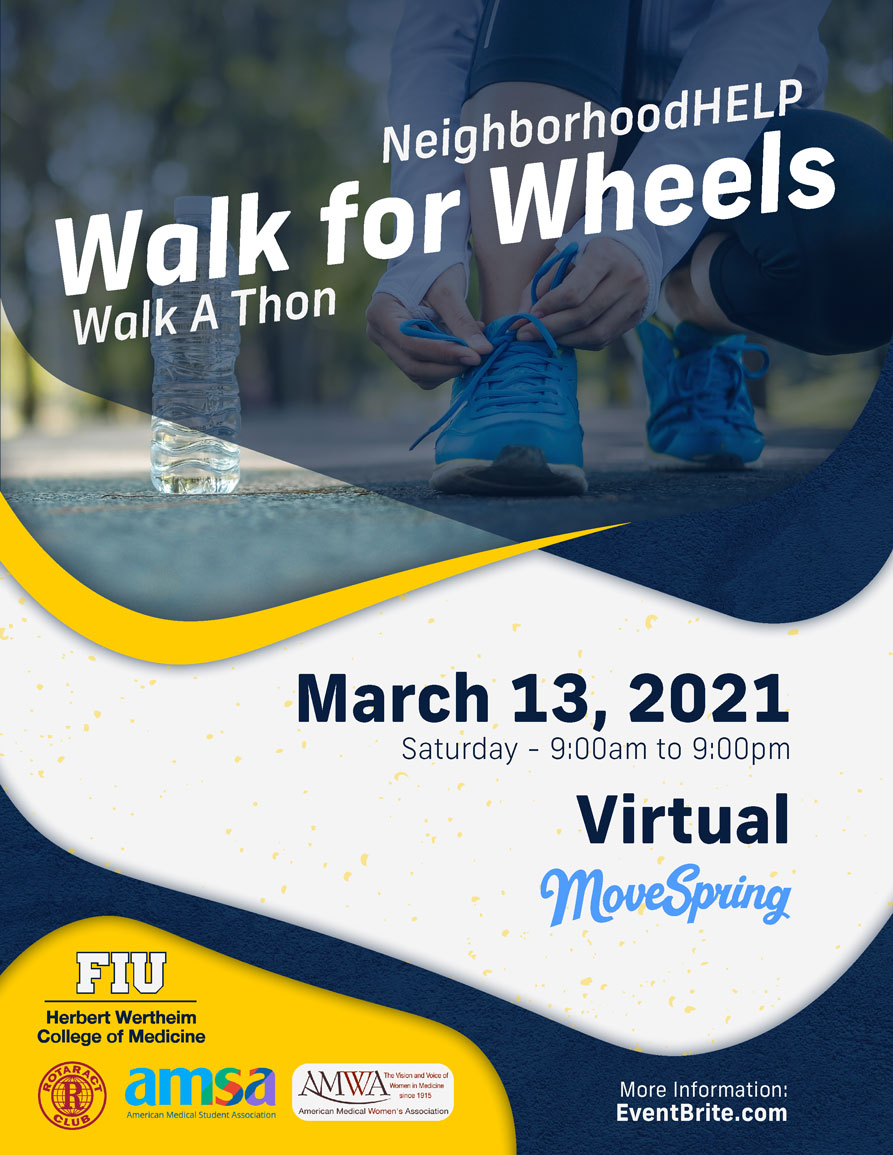 NeighborhoodHELP
Walk for Wheels
Walk A Thon
March 13, 2021
Saturday - 9:00am to 9:00pm
Virtual
MoveSpring
FIU
Herbert Wertheim
College of Medicine
ROTARACT
R
CLUB
amsa
American Medical Student Association
AMWA
The Vision and Voice of
Women in Medicine
since 1915
American Medical Women's Association
More Information:
EventBrite.com